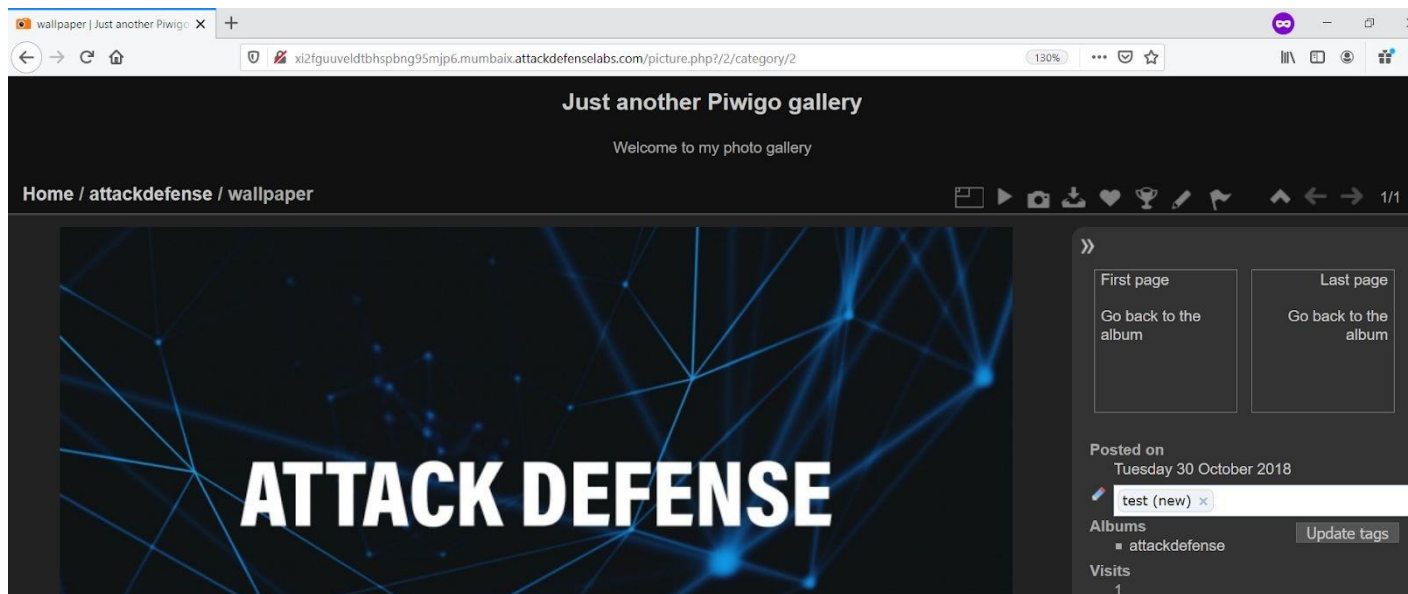 wallpaper | Just another Piwigo
xi2fguuveldtbhspbng95mjp6.mumbaix.attackdefenselabs.com/picture.php?/2/category/2
130%
Just another Piwigo gallery
Welcome to my photo gallery
Home / attackdefense / wallpaper
1/1
First page
Go back to the
album
Last page
Go back to the
album
ATTACK DEFENSE
Posted on
Tuesday 30 October 2018
test (new) ×
Albums
attackdefense
Update tags
Visits
1